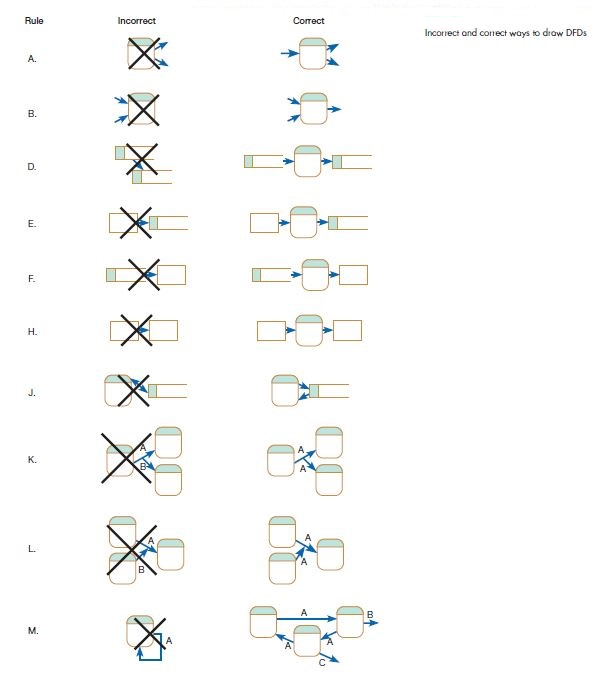 Rule Incorrect Correct
Incorrect and correct ways to draw DFDs
A.
B.
D.
E.
F.
H.
J.
K.
A
B
A
A
L.
A
B
A
A
M.
A
A
B
A
A
C